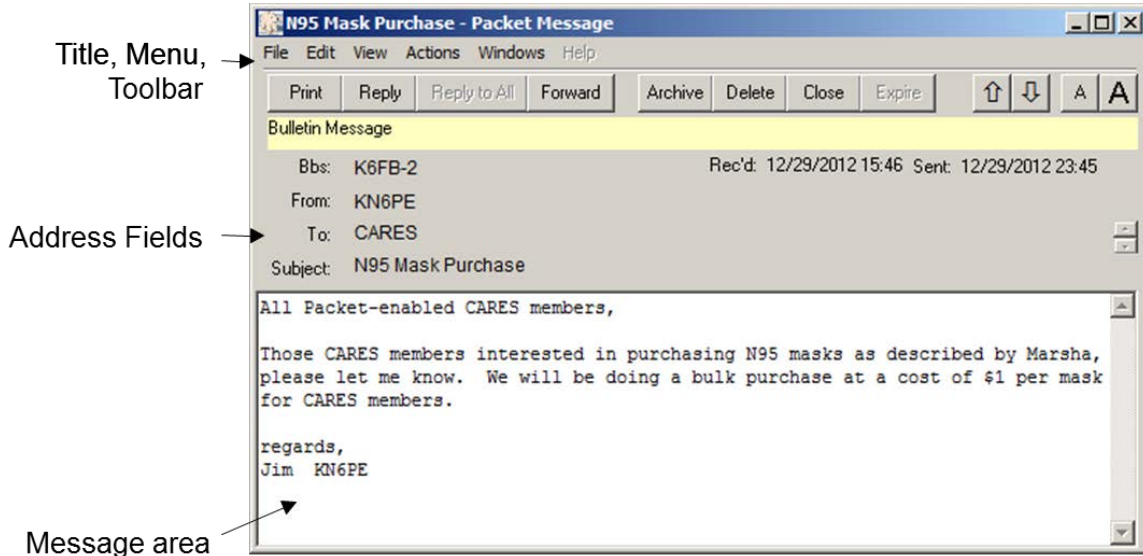 N95 Mask Purchase - Packet Message
Title, Menu,
Toolbar
File Edit View Actions Windows Help
Print Reply Reply to All Forward Archive Delete Close Expire A A
Bulletin Message
Bbs: K6FB-2 Rec'd: 12/29/2012 15:46 Sent: 12/29/2012 23:45
From: KN6PE
Address Fields
To: CARES
Subject: N95 Mask Purchase
All Packet-enabled CARES members,
Those CARES members interested in purchasing N95 masks as described by Marsha,
please let me know.  We will be doing a bulk purchase at a cost of $1 per mask
for CARES members.
regards,
Jim  KN6PE
Message area